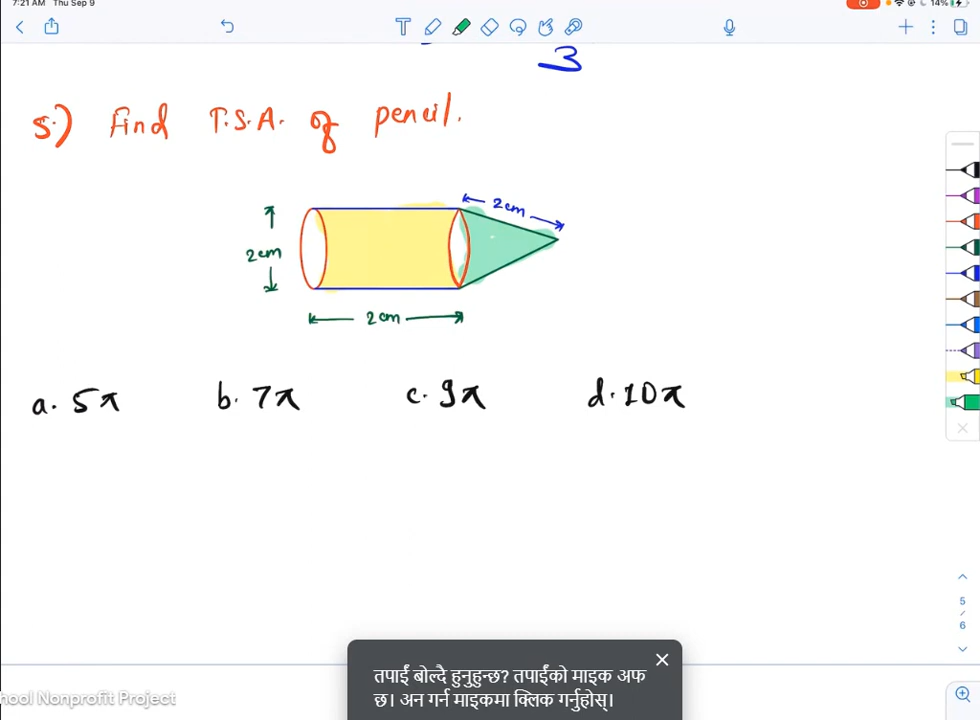 7:21 AM Thu Sep 9
14%
T
3
5.) Find T.S.A. of pencil.
2cm
2cm
2cm
a. 5π
b. 7π
c. 9π
d. 10π
5
/
6
तपाईं बोल्दै हुनुहुन्छ? तपाईंको माइक अफ
छ। अन गर्न माइकमा क्लिक गर्नुहोस्।
hool Nonprofit Project